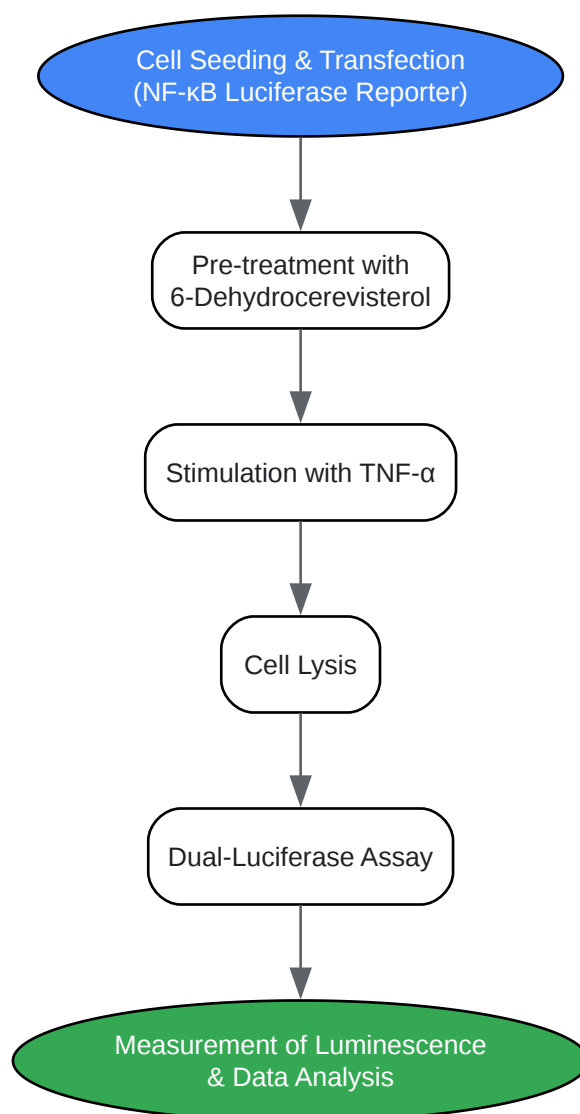 Cell Seeding & Transfection
(NF-κB Luciferase Reporter)
Pre-treatment with
6-Dehydrocerevisterol
Stimulation with TNF-α
Cell Lysis
Dual-Luciferase Assay
Measurement of Luminescence
& Data Analysis